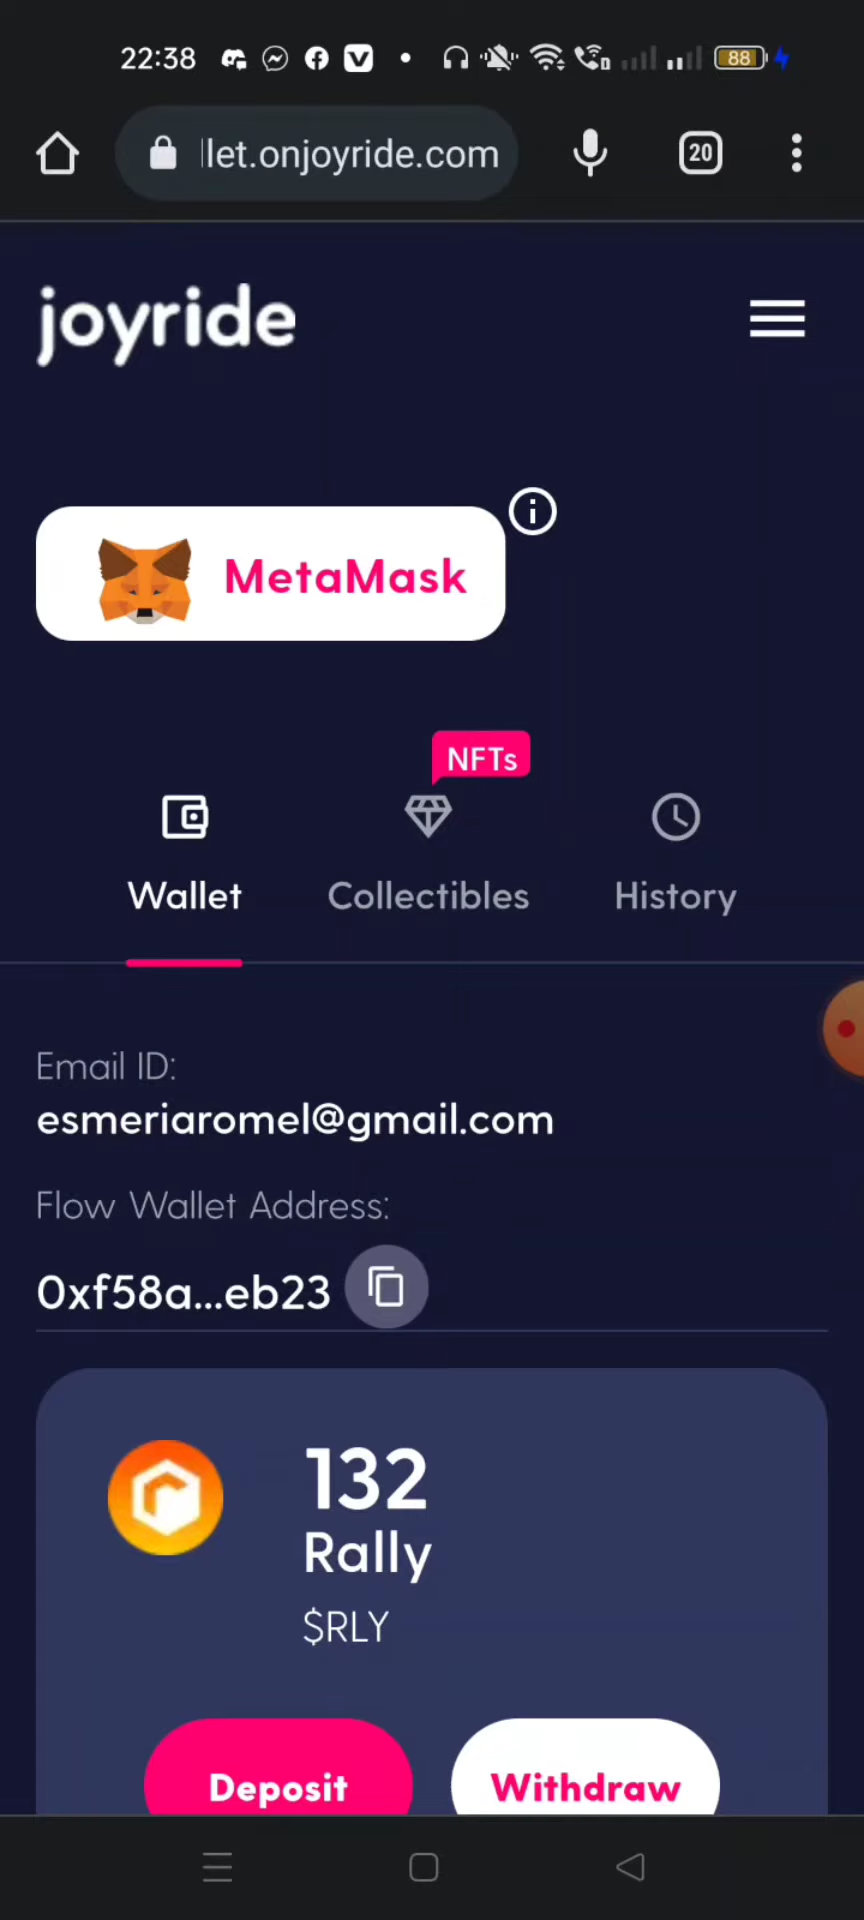 22:38
88
let.onjoyride.com
20
joyride
MetaMask
NFTs
Wallet
Collectibles
History
Email ID:
esmeriaromel@gmail.com
Flow Wallet Address:
0xf58a...eb23
132
Rally
$RLY
Deposit
Withdraw